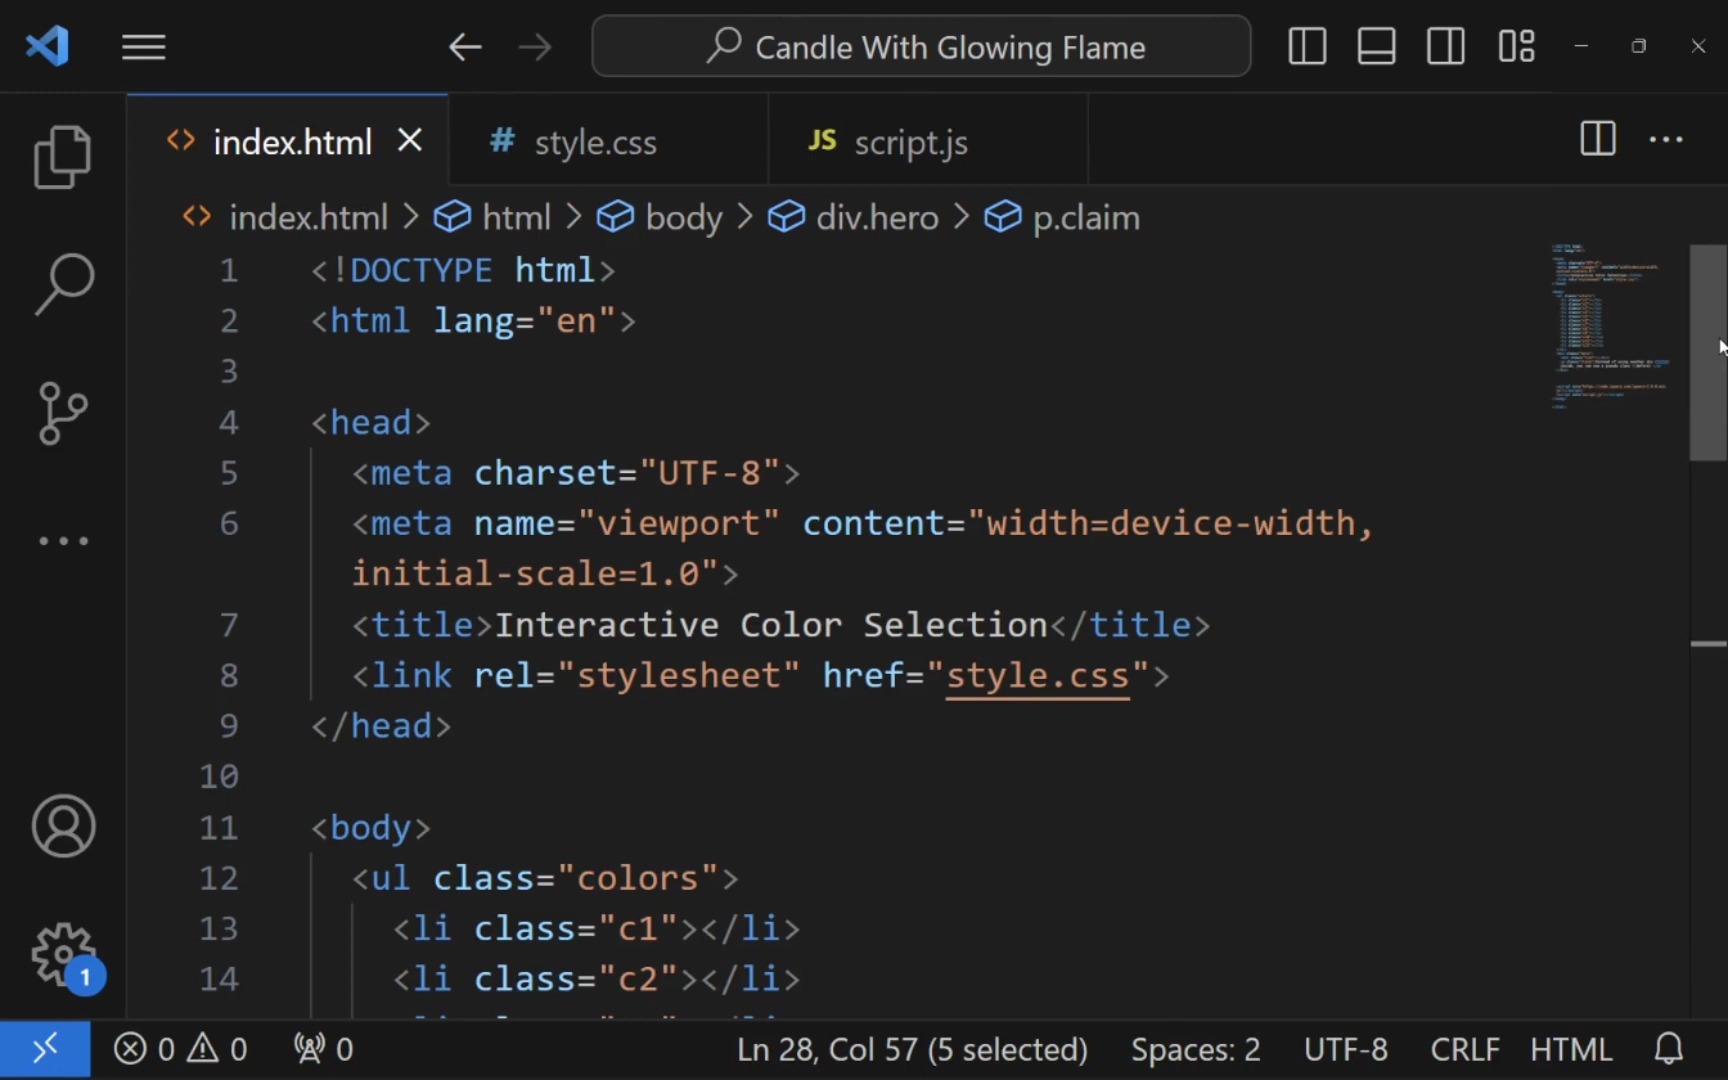 Candle With Glowing Flame
index.html
# style.css
JS script.js
index.html > html > body > div.hero > p.claim
1 <!DOCTYPE html>
2 <html lang="en">
3
4 <head>
5 <meta charset="UTF-8">
6 <meta name="viewport" content="width=device-width,
initial-scale=1.0">
7 <title>Interactive Color Selection</title>
8 <link rel="stylesheet" href="style.css">
9 </head>
10
11 <body>
12 <ul class="colors">
13 <li class="c1"></li>
14 <li class="c2"></li>
1
0 0 0 Ln 28, Col 57 (5 selected) Spaces: 2 UTF-8 CRLF HTML